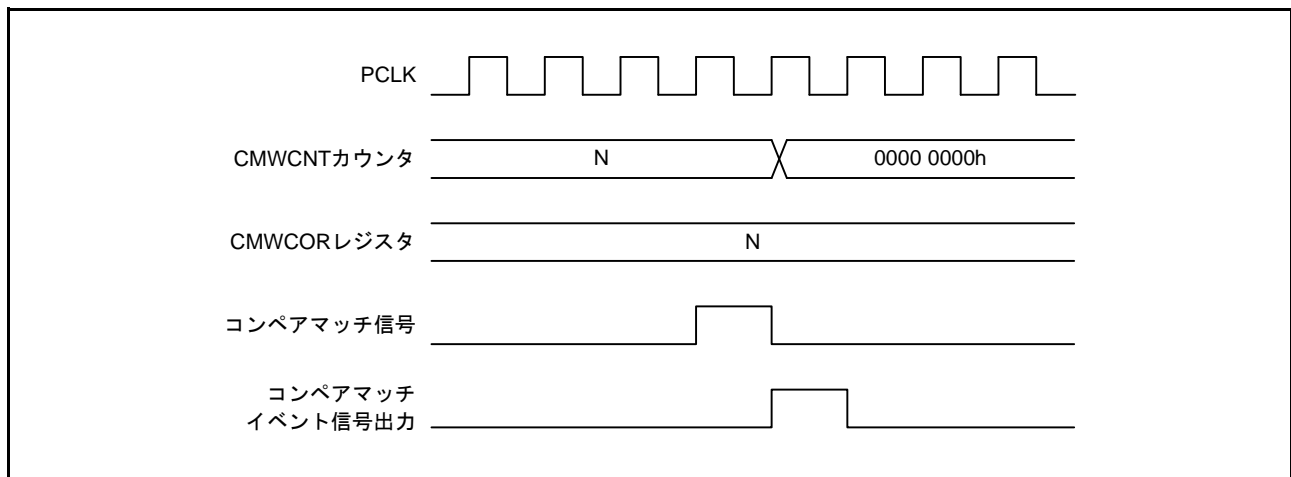 PCLK
CMWCNTカウンタ
N
0000 0000h
CMWCORレジスタ
N
コンペアマッチ信号
コンペアマッチ
イベント信号出力